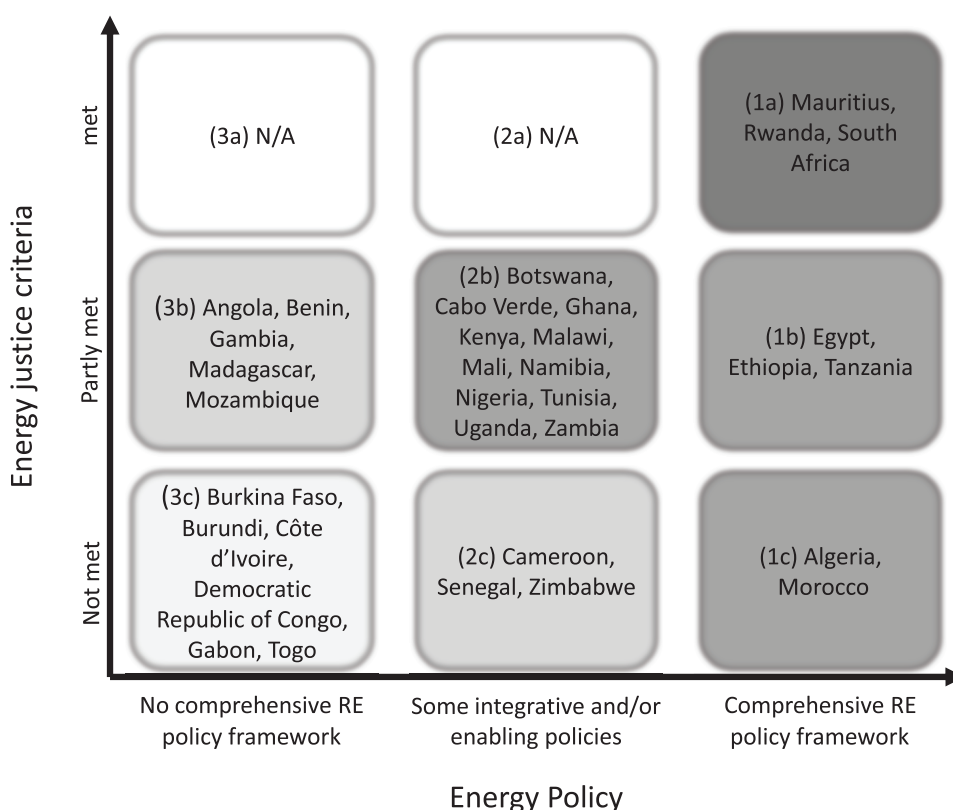 Energy justice criteria
met
Partly met
Not met
(3a) N/A
(2a) N/A
(1a) Mauritius,
Rwanda, South
Africa
(3b) Angola, Benin,
Gambia,
Madagascar,
Mozambique
(2b) Botswana,
Cabo Verde, Ghana,
Kenya, Malawi,
Mali, Namibia,
Nigeria, Tunisia,
Uganda, Zambia
(1b) Egypt,
Ethiopia, Tanzania
(3c) Burkina Faso,
Burundi, Côte
d’Ivoire,
Democratic
Republic of Congo,
Gabon, Togo
(2c) Cameroon,
Senegal, Zimbabwe
(1c) Algeria,
Morocco
No comprehensive RE
policy framework
Some integrative and/or
enabling policies
Comprehensive RE
policy framework
Energy Policy